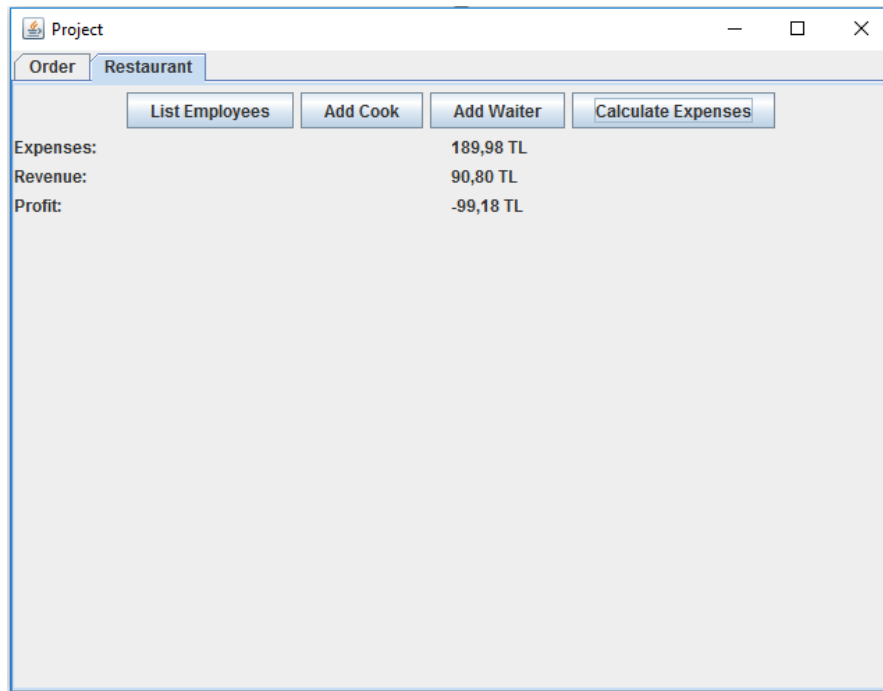 Project
Order Restaurant
List Employees Add Cook Add Waiter Calculate Expenses
Expenses: 189,98 TL
Revenue: 90,80 TL
Profit: -99,18 TL